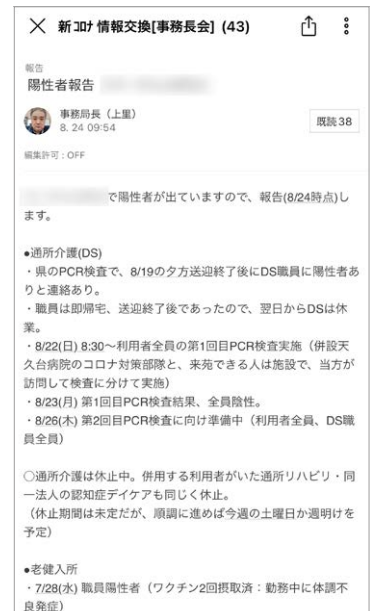 新コロナ情報交換[事務長会] (43)
報告
陽性者報告
事務局長（上里）
8. 24 09:54
既読 38
編集許可 : OFF
で陽性者が出ていますので、報告(8/24時点)し
ます。
●通所介護(DS)
・県のPCR検査で、8/19の夕方送迎終了後にDS職員に陽性者あ
りと連絡あり。
・職員は即帰宅、送迎終了後であったので、翌日からDSは休
業。
・8/22(日) 8:30～利用者全員の第1回目PCR検査実施（併設天
久台病院のコロナ対策部隊と、来苑できる人は施設で、当方が
訪問して検査に分けて実施）
・8/23(月) 第1回目PCR検査結果、全員陰性。
・8/26(木) 第2回目PCR検査に向け準備中（利用者全員、DS職
員全員）
○通所介護は休止中。併用する利用者がいた通所リハビリ・同
一法人の認知症デイケアも同じく休止。
（休止期間は未定だが、順調に進めば今週の土曜日か週明けを
予定）
●老健入所
・7/28(水) 職員陽性者（ワクチン2回摂取済：勤務中に体調不
良発症）